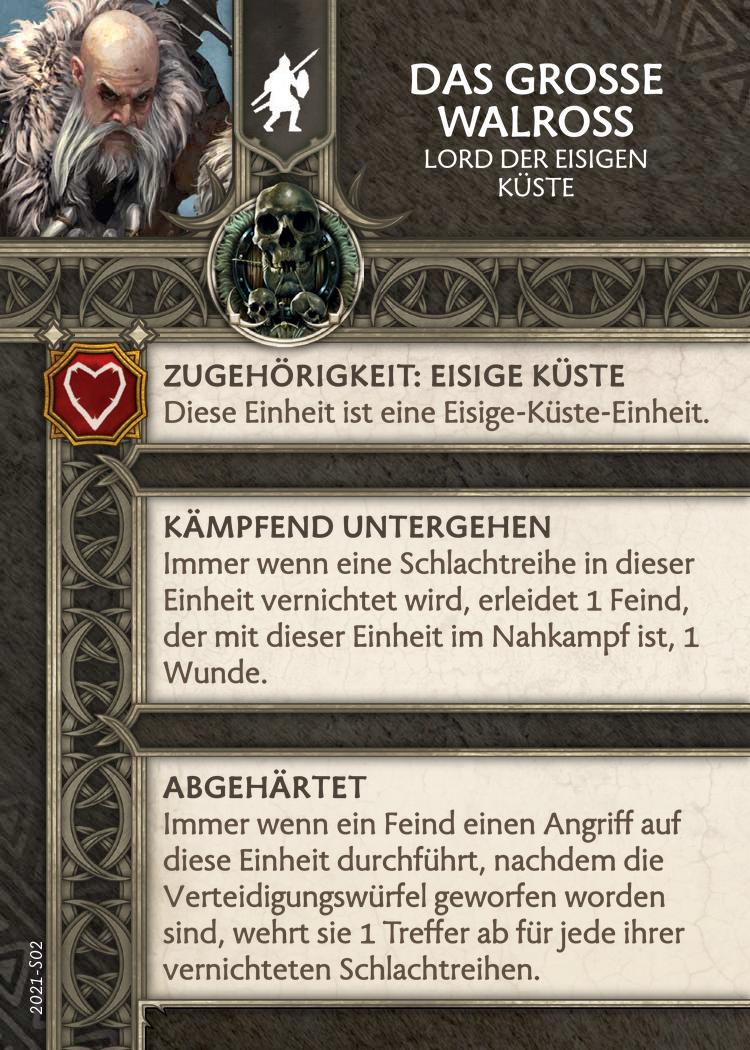 DAS GROSSE
WALROSS
LORD DER EISIGEN
KÜSTE
ZUGEHÖRIGKEIT: EISIGE KÜSTE
Diese Einheit ist eine Eisige-Küste-Einheit.
KÄMPFEND UNTERGEHEN
Immer wenn eine Schlachtreihe in dieser
Einheit vernichtet wird, erleidet 1 Feind,
der mit dieser Einheit im Nahkampf ist, 1
Wunde.
ABGEHÄRTET
Immer wenn ein Feind einen Angriff auf
diese Einheit durchführt, nachdem die
Verteidigungswürfel geworfen worden
sind, wehrt sie 1 Treffer ab für jede ihrer
vernichteten Schlachtreihen.
2021-S02